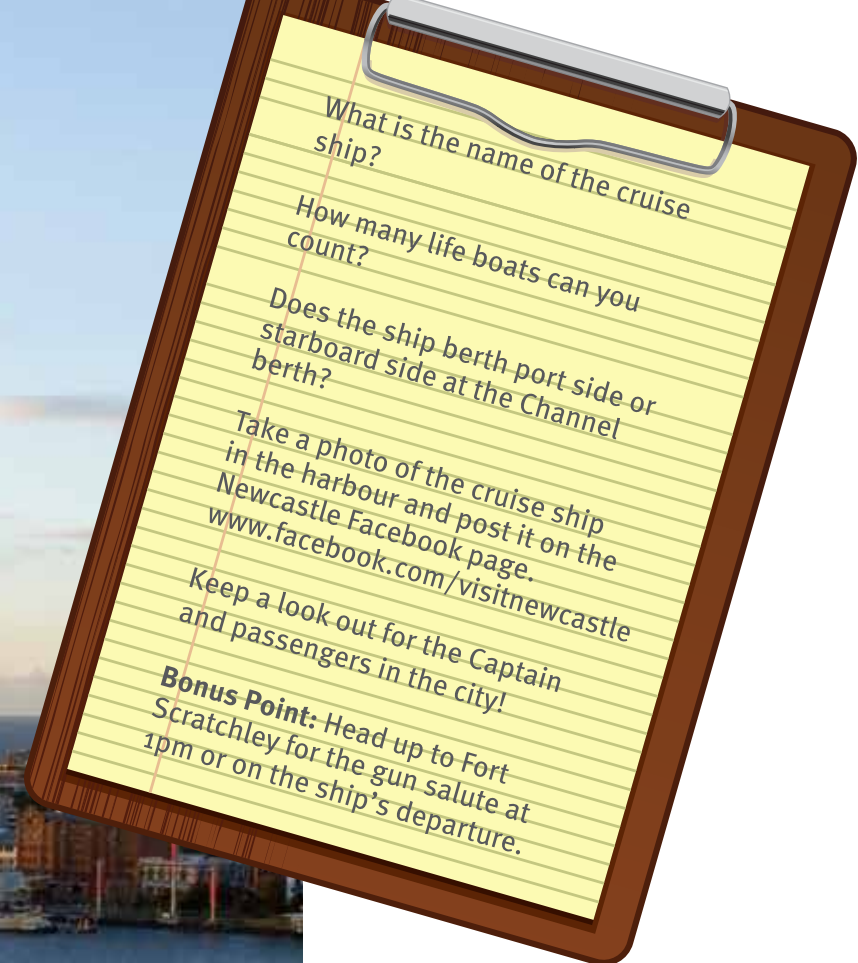 What is the name of the cruise
ship?
How many life boats can you
count?
Does the ship berth port side or
starboard side at the Channel
berth?
Take a photo of the cruise ship
in the harbour and post it on the
Newcastle Facebook page.
www.facebook.com/visitnewcastle
Keep a look out for the Captain
and passengers in the city!
Bonus Point: Head up to Fort
Scratchley for the gun salute at
1pm or on the ship's departure.